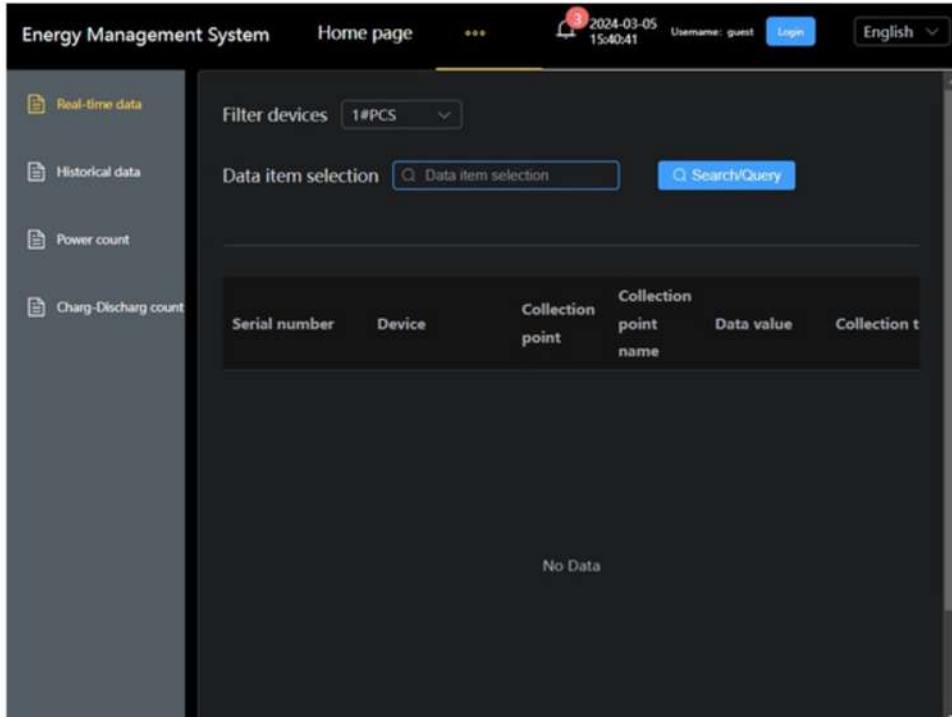 Energy Management System Home page ••• 3 2024-03-05 15:40:41 Username: guest Login English
Real-time data
Historical data
Power count
Charg-Discharg count
Filter devices 1#PCS
Data item selection Data item selection Search/Query
Serial number Device Collection point Collection point name Data value Collection t
No Data